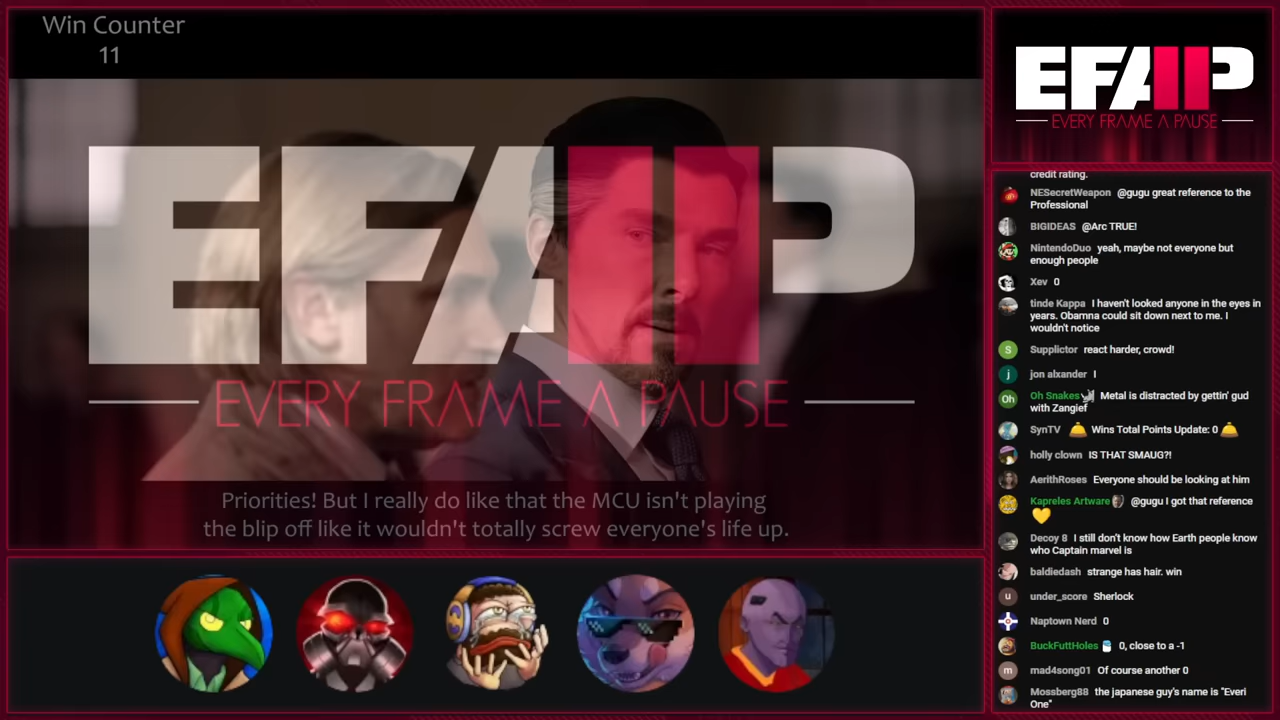 Win Counter
11
EFAP
EVERY FRAME A PAUSE
Priorities! But I really do like that the MCU isn't playing
the blip off like it wouldn't totally screw everyone's life up.
EFAP
EVERY FRAME A PAUSE
credit rating.
NESecretWeapon @gugu great reference to the
Professional
BIGIDEAS @Arc TRUE!
NintendoDuo yeah, maybe not everyone but
enough people
Xev 0
tinde Kappa I haven't looked anyone in the eyes in
years. Obamna could sit down next to me. I
wouldn't notice
S Supplictor react harder, crowd!
j jon alxander I
Oh Oh Snakes Metal is distracted by gettin' gud
with Zangief
SynTV Wins Total Points Update: 0
holly clown IS THAT SMAUG?!
AerithRoses Everyone should be looking at him
Kapreles Artware @gugu I got that reference
Decoy 8 I still don't know how Earth people know
who Captain marvel is
baldiedash strange has hair. win
u under_score Sherlock
Naptown Nerd 0
BuckFuttHoles 0, close to a -1
m mad4song01 Of course another 0
Mossberg88 the japanese guy's name is "Everi
One"